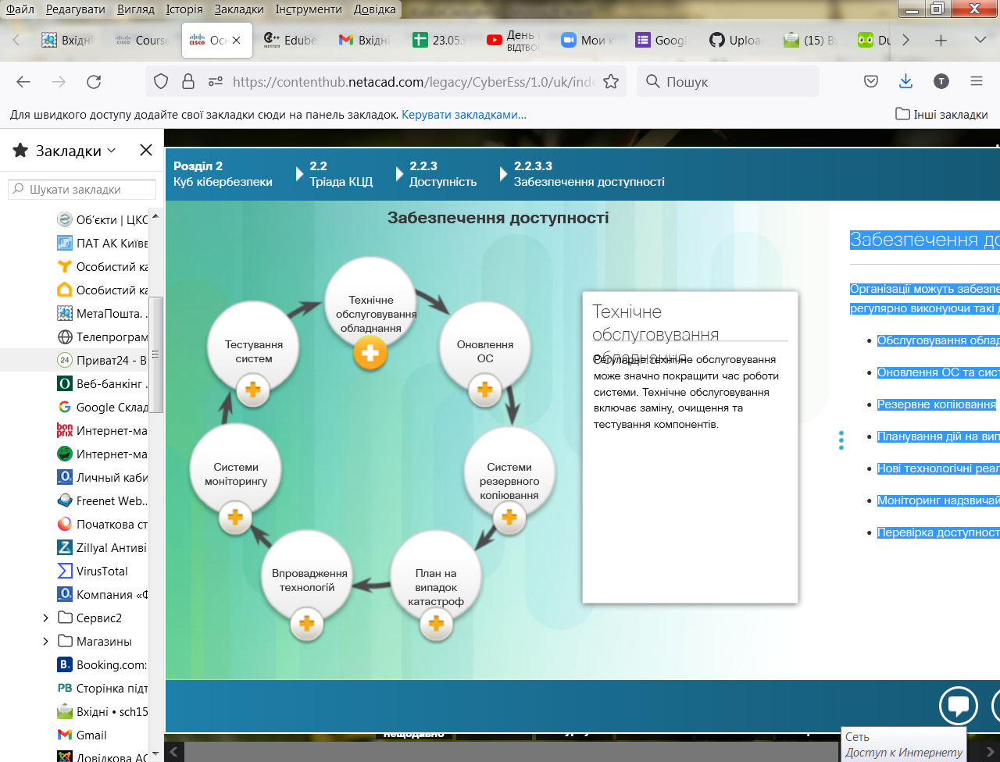 Файл Редагувати Вигляд Історія Закладки Інструменти Довідка
Вхідні Course Осн Edube Вхідні 23.05. День Мои к Googl Uploa (15) В Du
ВІДТВО
https://contenthub.netacad.com/legacy/CyberEss/1.0/uk/inde Пошук
Для швидкого доступу додайте свої закладки сюди на панель закладок. Керувати закладками... Інші закладки
Закладки
Шукати закладки
Об'єкти | ЦКС
ПАТ АК Київв
Особистий ка
Особистий ка
МетаПошта. .
Телепрограм
24 Приват24 - В
Веб-банкінг .
Google Склад
bon prix Интернет-ма
Интернет-ма
Личный каби
Freenet Web...
Початкова ст
Zillya! Антиві
VirusTotal
Компания «Ф
Сервис2
Магазины
Booking.com:
Сторінка підт
Вхідні • sch15
Gmail
Довідкова АС
Розділ 2
Куб кібербезпеки
2.2
Тріада КЦД
2.2.3
Доступність
2.2.3.3
Забезпечення доступності
Забезпечення доступності
Технічне
обслуговування
обладнання
Оновлення
ОС
Системи
резервного
копіювання
План на
випадок
катастроф
Впровадження
технологій
Системи
моніторингу
Тестування
систем
Технічне
обслуговування
обладнання
Регулярне технічне обслуговування
може значно покращити час роботи
системи. Технічне обслуговування
включає заміну, очищення та
тестування компонентів.
Забезпечення до
Організації можуть забезпе
регулярно виконуючи такі д
Обслуговування облад
Оновлення ОС та сист
Резервне копіювання
Планування дій на вип
Нові технологічні реал
Моніторинг надзвичай
Перевірка доступност
нещодавно
Сеть
Доступ к Интернету